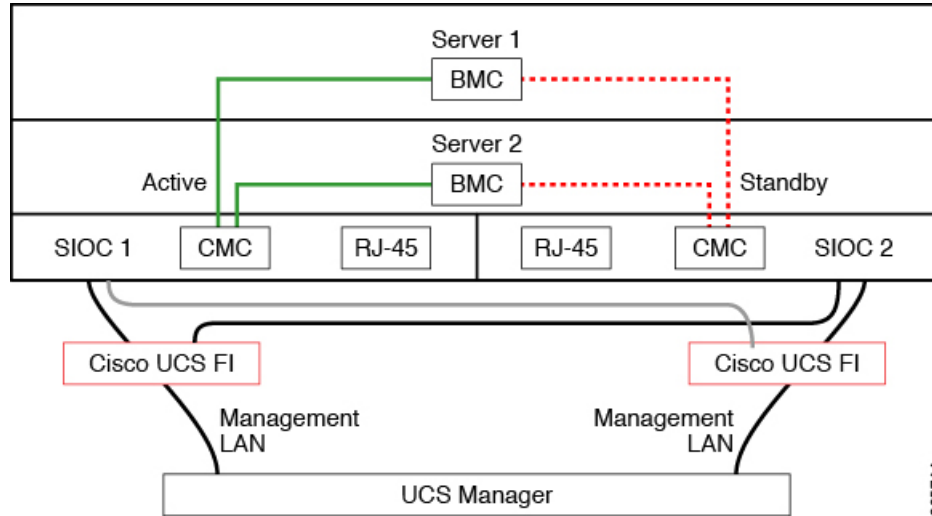 Server 1
BMC
Server 2
BMC
Active
Standby
SIOC 1
CMC
RJ-45
RJ-45
CMC
SIOC 2
Cisco UCS FI
Cisco UCS FI
Management
LAN
Management
LAN
UCS Manager